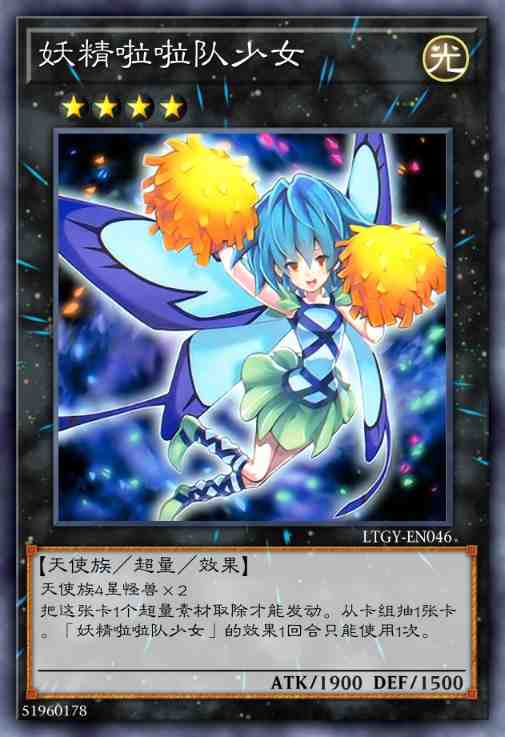 妖精啦啦队少女
光
LTGY-EN046
【天使族／超量／效果】
天使族4星怪兽×2
把这张卡1个超量素材取除才能发动。从卡组抽1张卡
。「妖精啦啦队少女」的效果1回合只能使用1次。
ATK/1900 DEF/1500
51960178